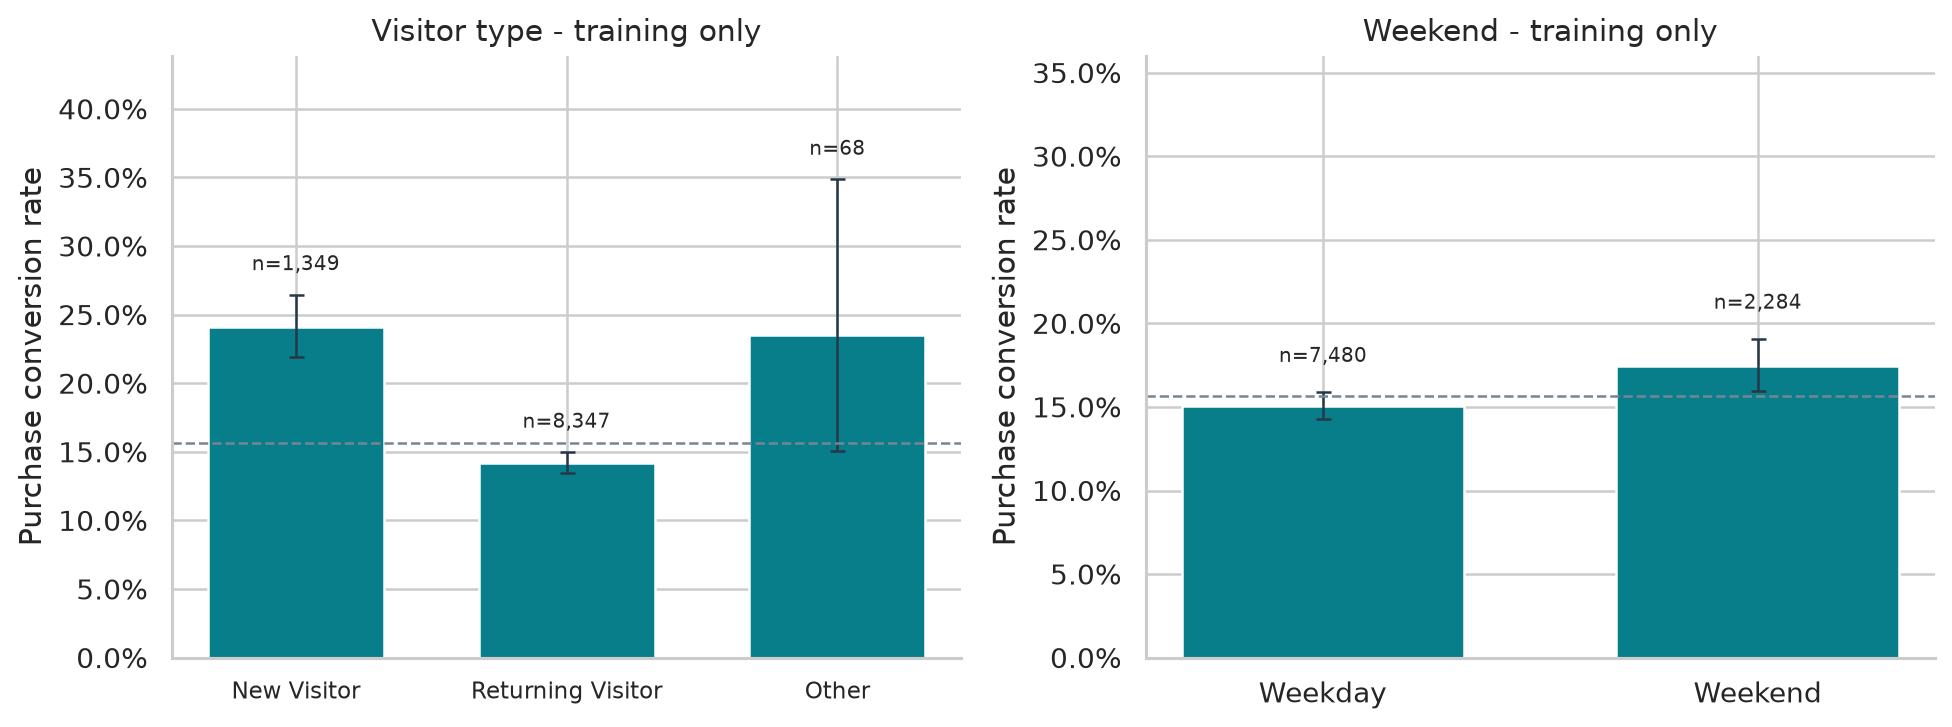 Visitor type - training only
Purchase conversion rate
40.0%
35.0%
30.0%
25.0%
20.0%
15.0%
10.0%
5.0%
0.0%
n=1,349
n=8,347
n=68
New Visitor
Returning Visitor
Other
Weekend - training only
Purchase conversion rate
35.0%
30.0%
25.0%
20.0%
15.0%
10.0%
5.0%
0.0%
n=7,480
n=2,284
Weekday
Weekend